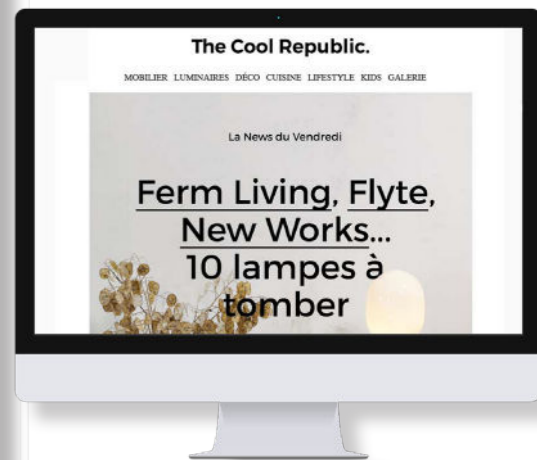 The Cool Republic.
MOBILIER LUMINAIRES DÉCO CUISINE LIFESTYLE KIDS GALERIE
La News du Vendredi
Ferm Living, Flyte,
New Works...
10 lampes à
tomber